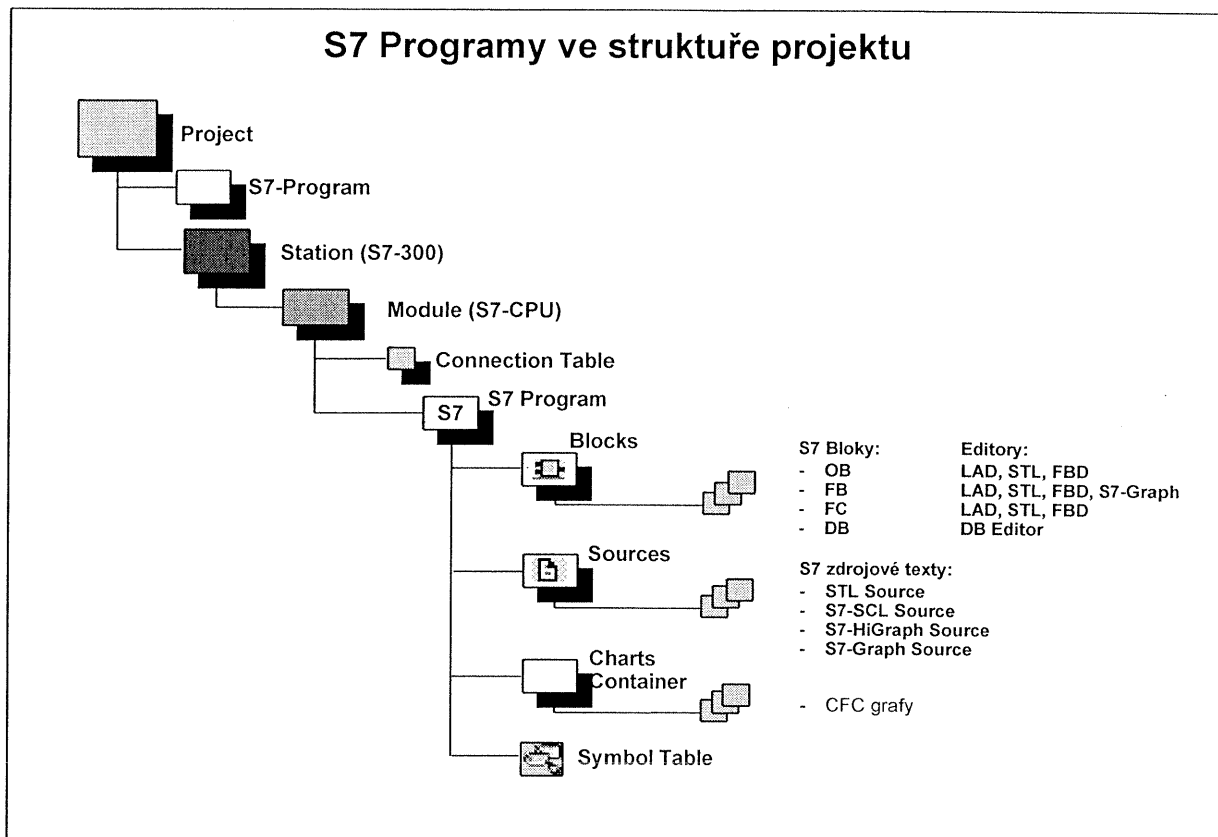 S7 Programy ve struktuře projektu
Project
S7-Program
Station (S7-300)
Module (S7-CPU)
Connection Table
S7 Program
S7
Blocks
S7 Bloky: Editory:
- OB LAD, STL, FBD
- FB LAD, STL, FBD, S7-Graph
- FC LAD, STL, FBD
- DB DB Editor
Sources
S7 zdrojové texty:
- STL Source
- S7-SCL Source
- S7-HiGraph Source
- S7-Graph Source
Charts
Container
- CFC grafy
Symbol Table